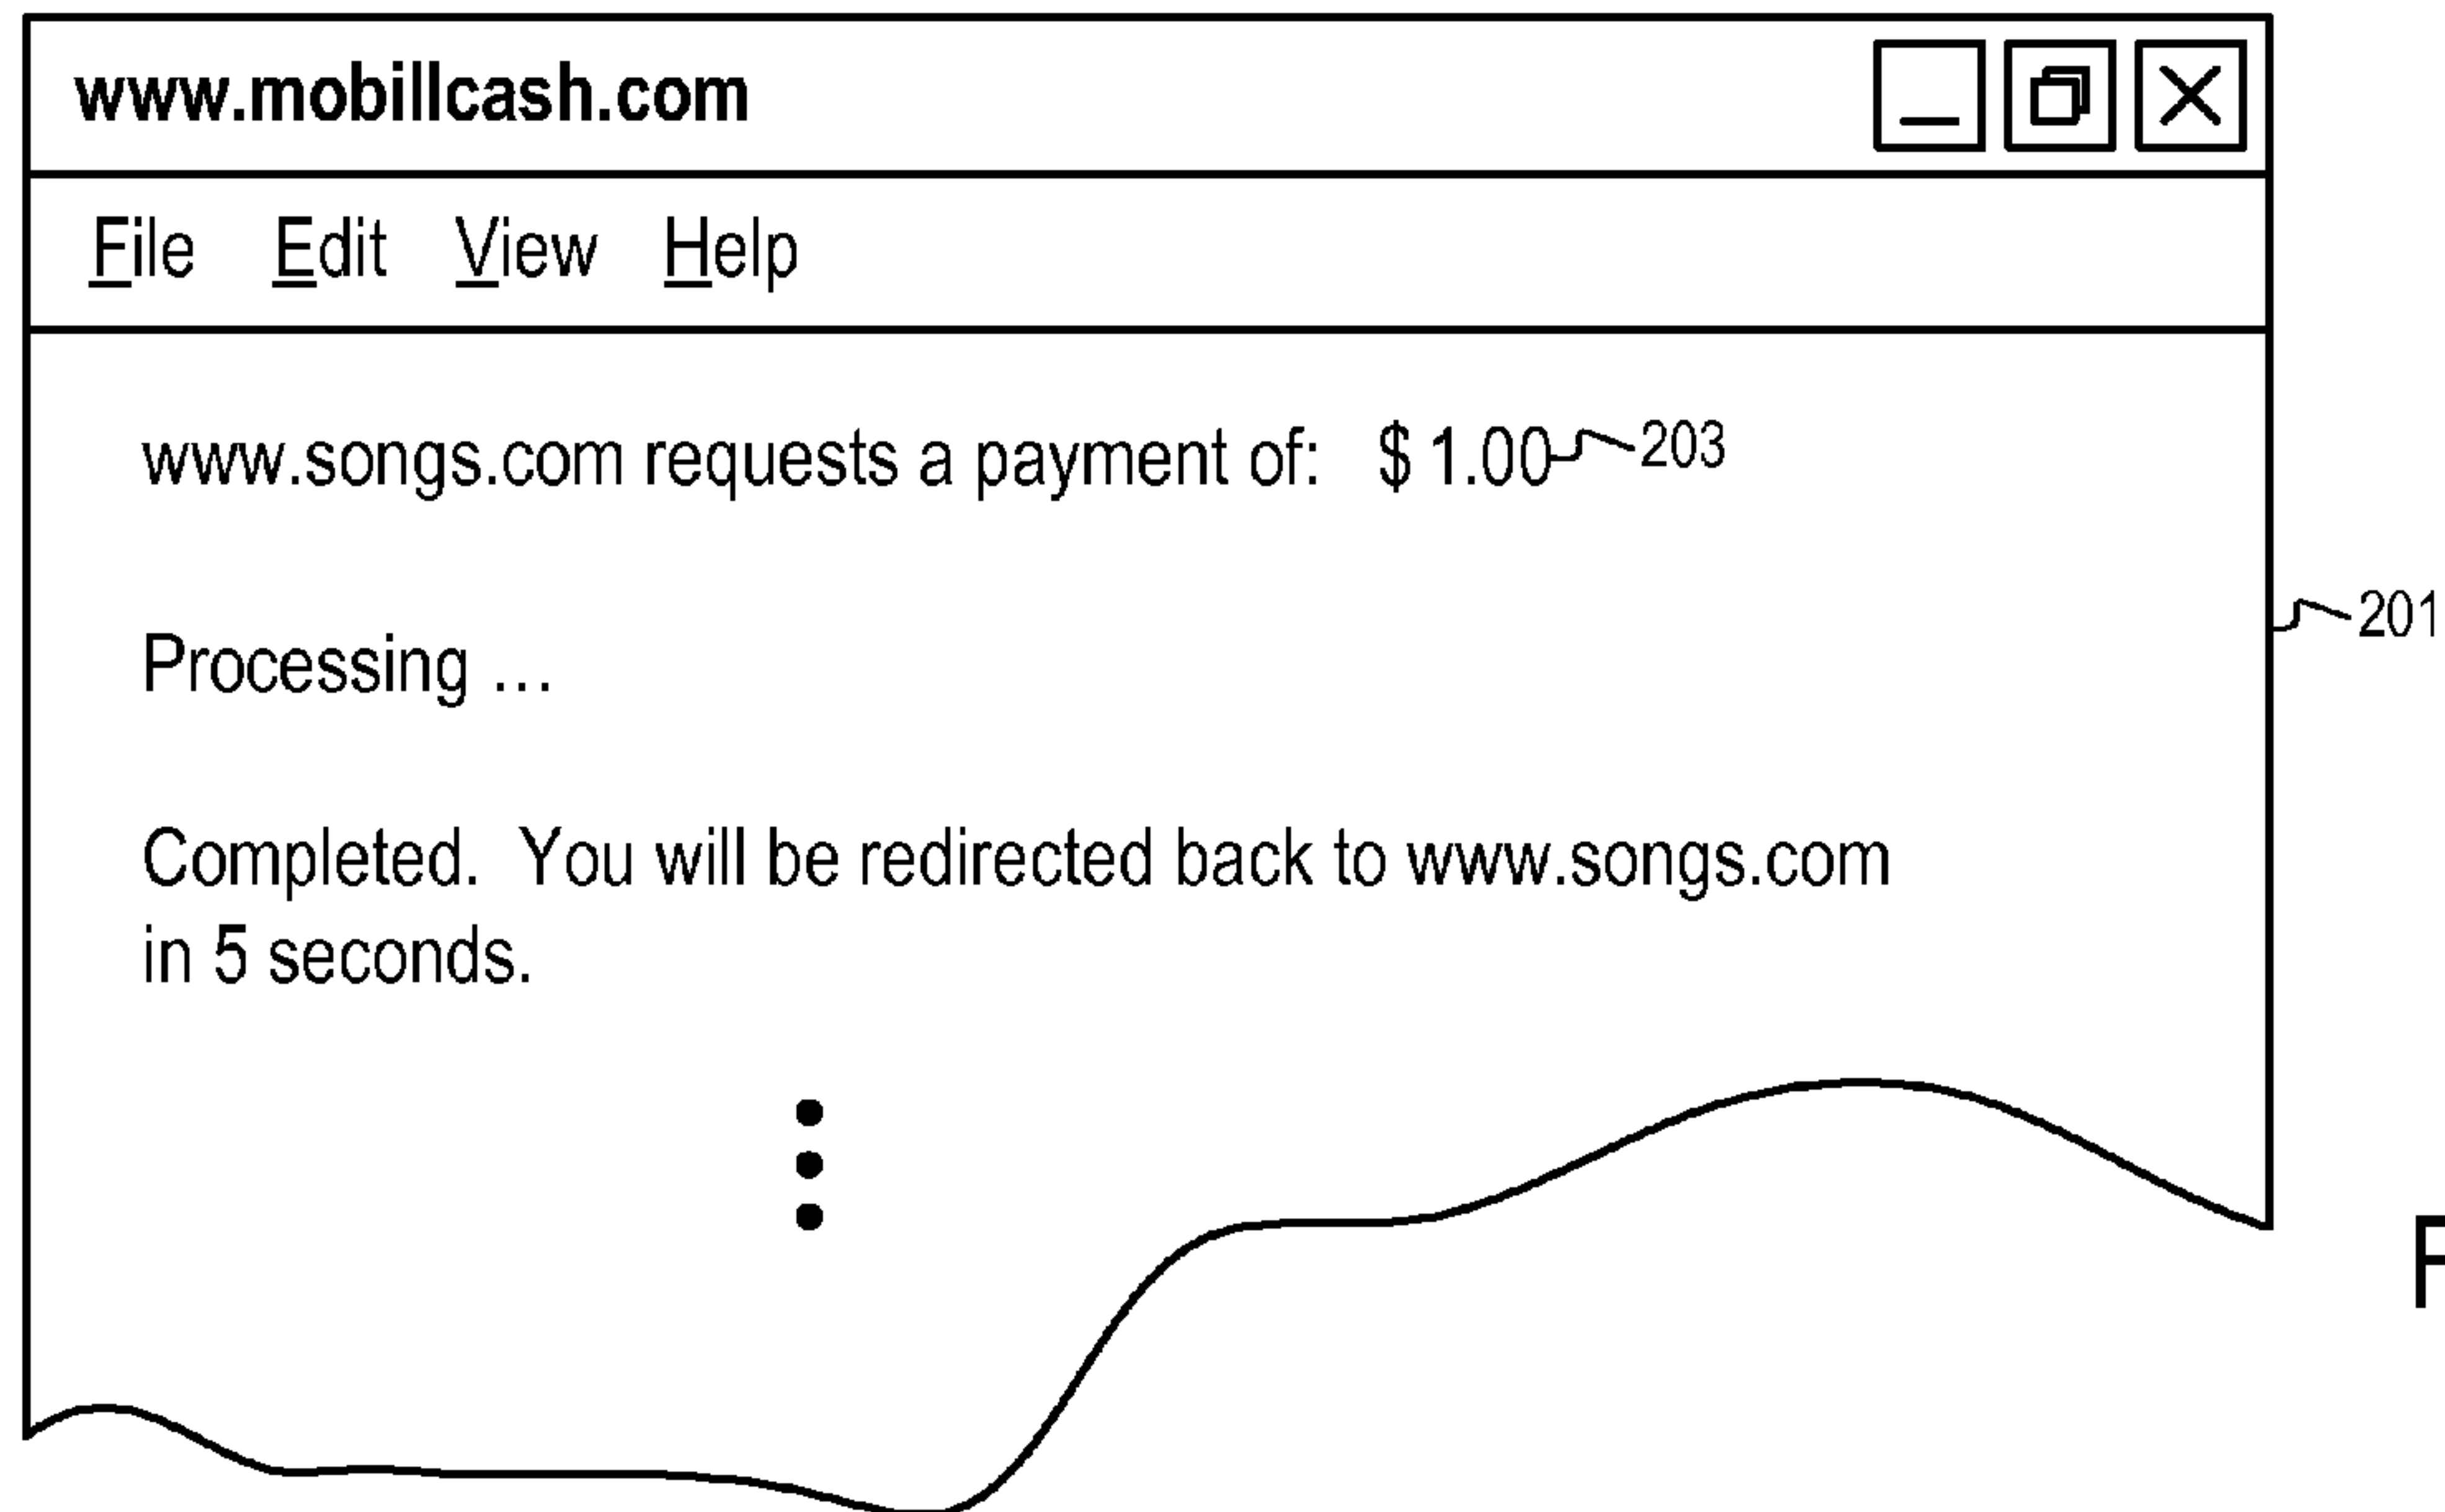 www.mobillcash.com
File Edit View Help
www.songs.com requests a payment of: $ 1.00 203
201
Processing ...
Completed. You will be redirected back to www.songs.com
in 5 seconds.
F